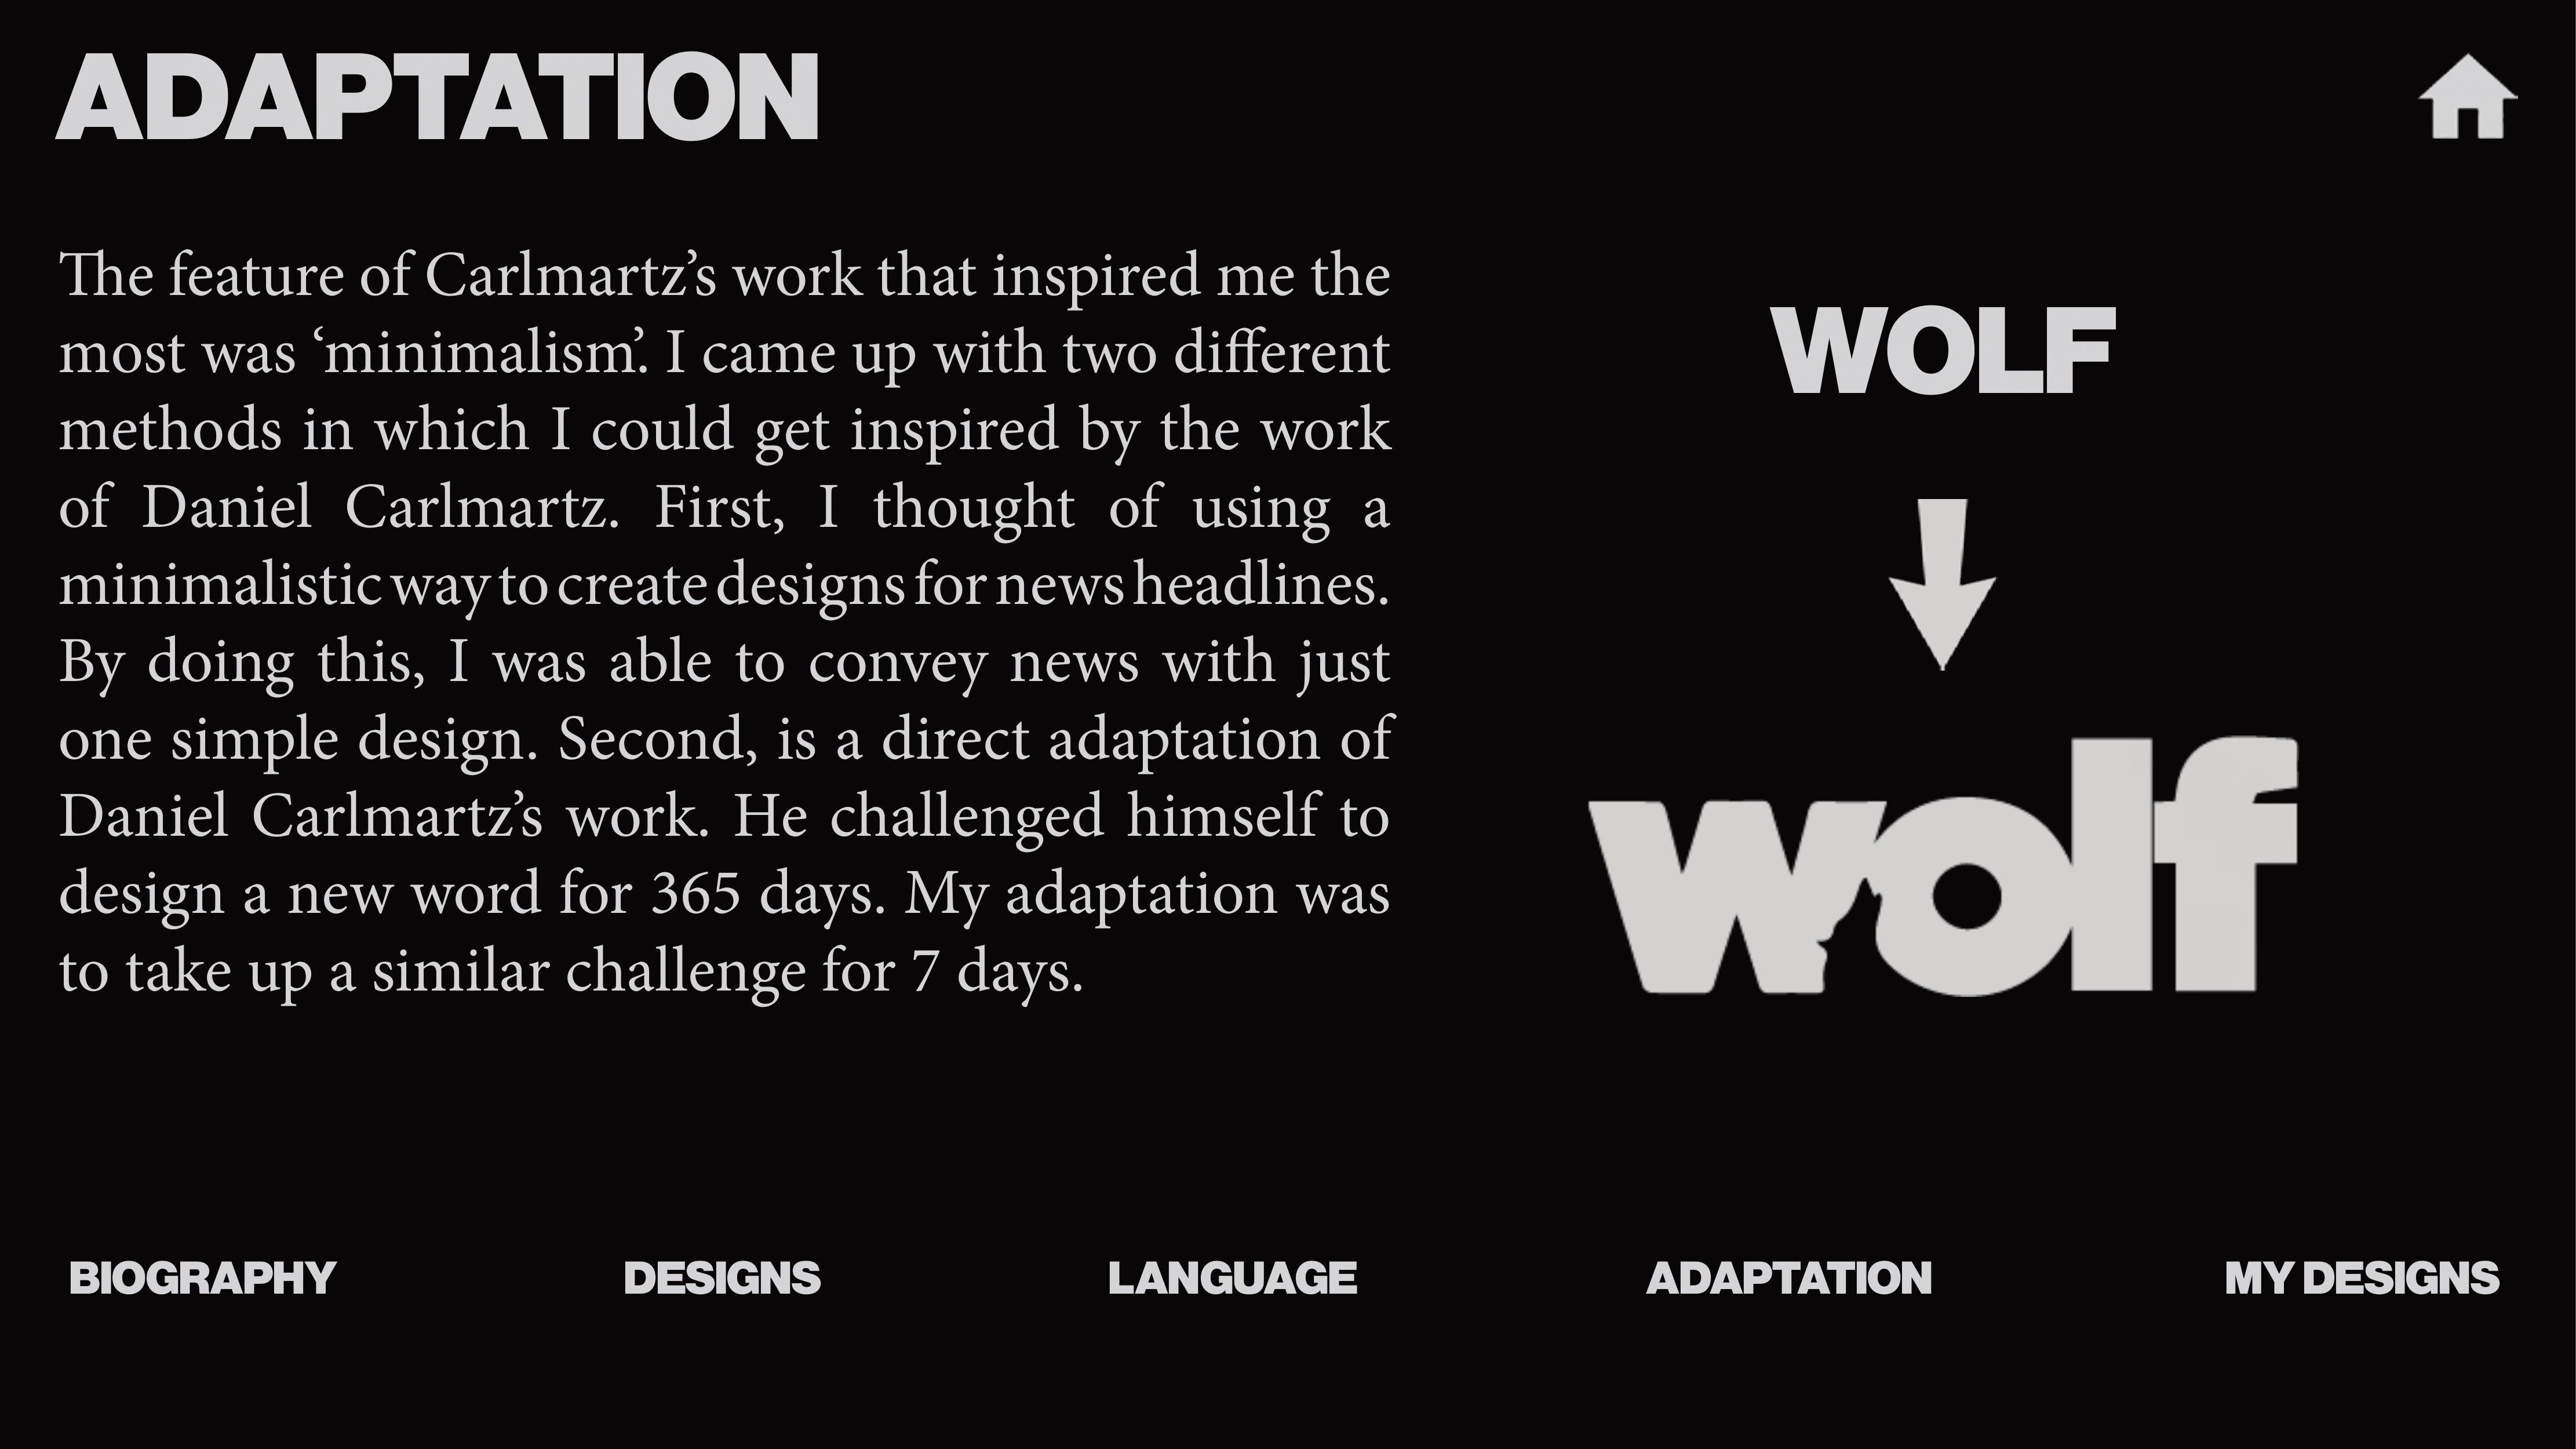 ADAPTATION
The feature of Carlmartz’s work that inspired me the
most was ‘minimalism’. I came up with two different
methods in which I could get inspired by the work
of Daniel Carlmartz. First, I thought of using a
minimalistic way to create designs for news headlines.
By doing this, I was able to convey news with just
one simple design. Second, is a direct adaptation of
Daniel Carlmartz’s work. He challenged himself to
design a new word for 365 days. My adaptation was
to take up a similar challenge for 7 days.
WOLF
wolf
BIOGRAPHY
DESIGNS
LANGUAGE
ADAPTATION
MY DESIGNS